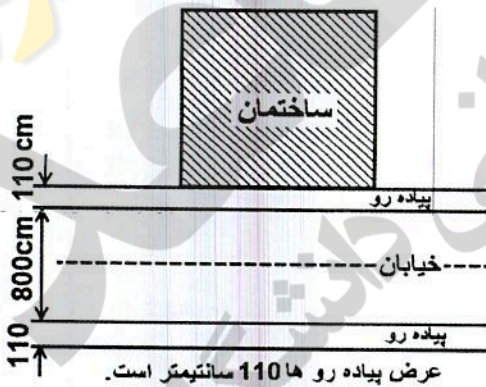 ساختمان
110 cm
پیاده رو
800cm
خیابان
پیاده رو
110
عرض پیاده رو ها 110 سانتیمتر است.